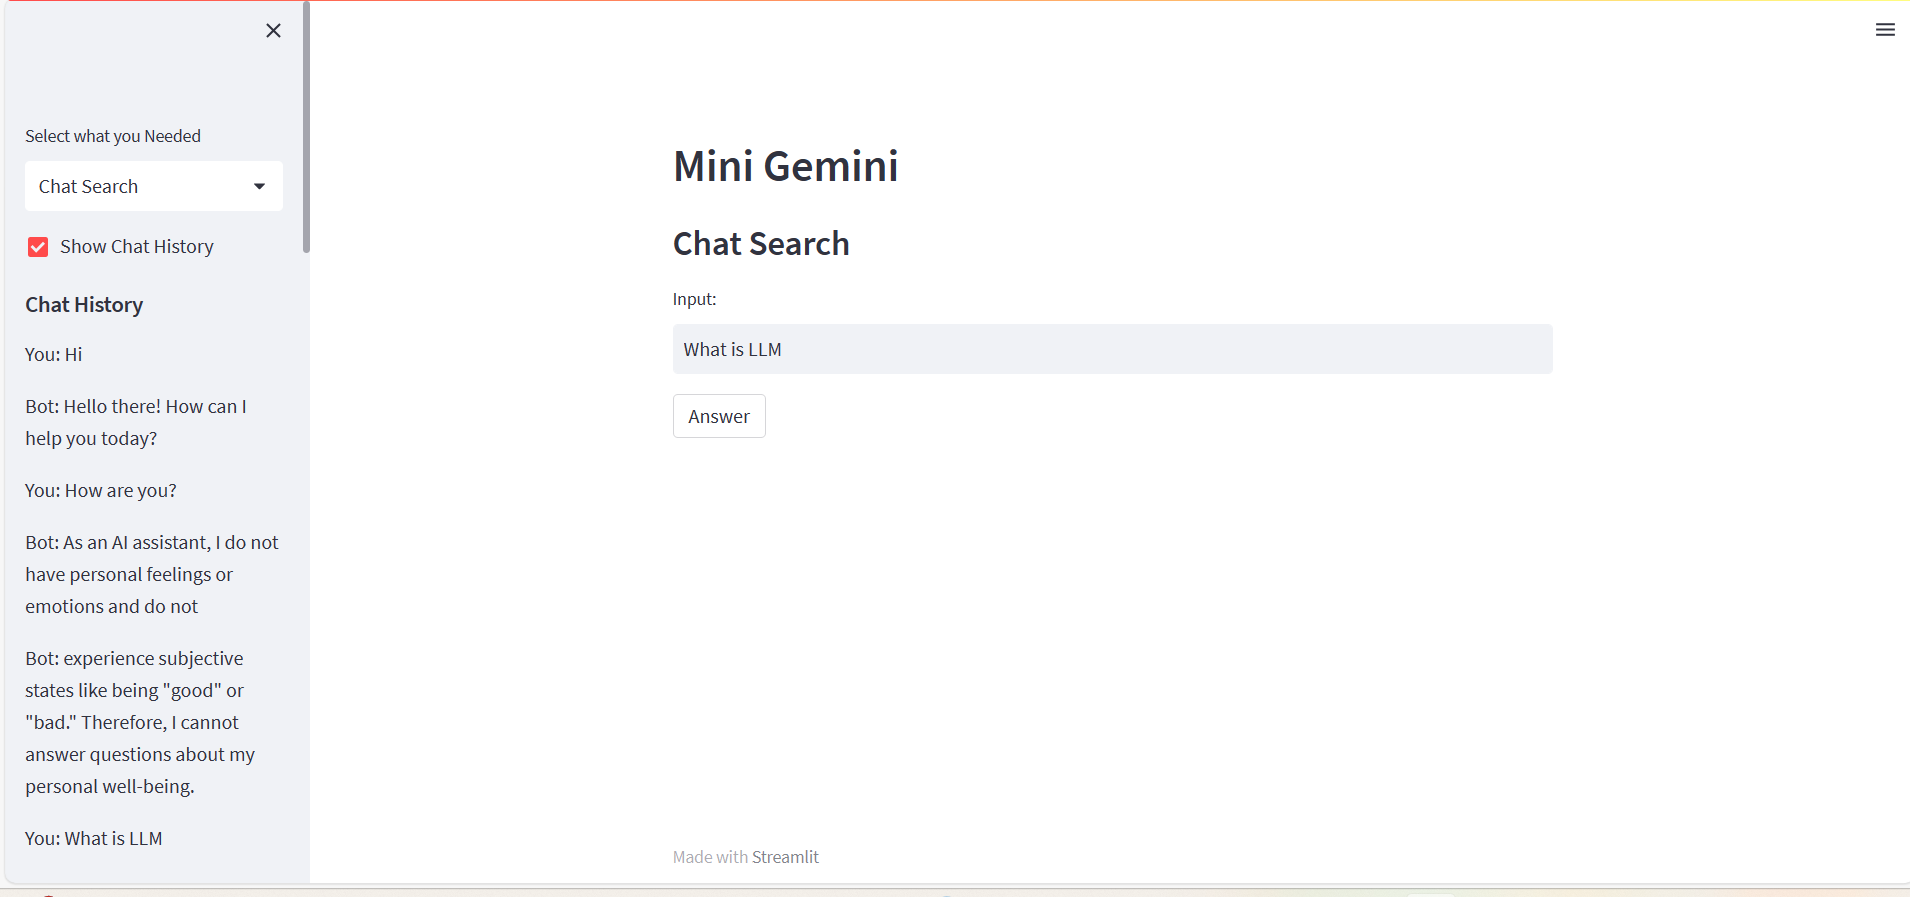 Select what you Needed
Chat Search
Show Chat History
Chat History
You: Hi
Bot: Hello there! How can I
help you today?
You: How are you?
Bot: As an AI assistant, I do not
have personal feelings or
emotions and do not
Bot: experience subjective
states like being "good" or
"bad." Therefore, I cannot
answer questions about my
personal well-being.
You: What is LLM
Mini Gemini
Chat Search
Input:
What is LLM
Answer
Made with Streamlit